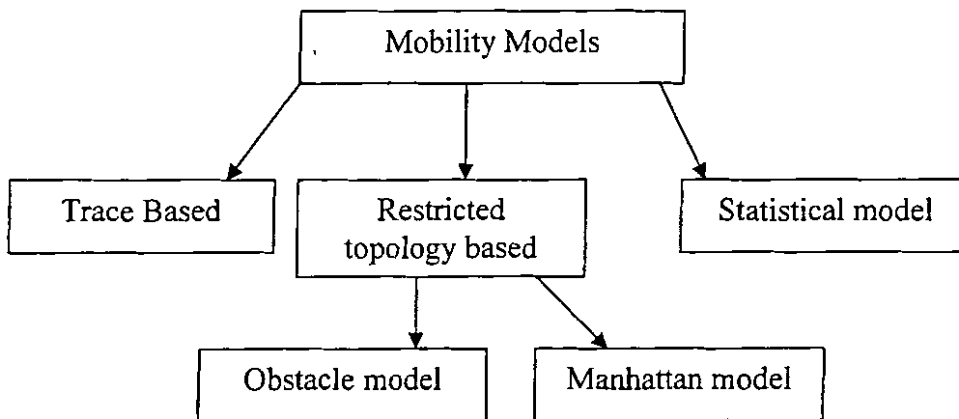 Mobility Models
Trace Based
Restricted
topology based
Statistical model
Obstacle model
Manhattan model